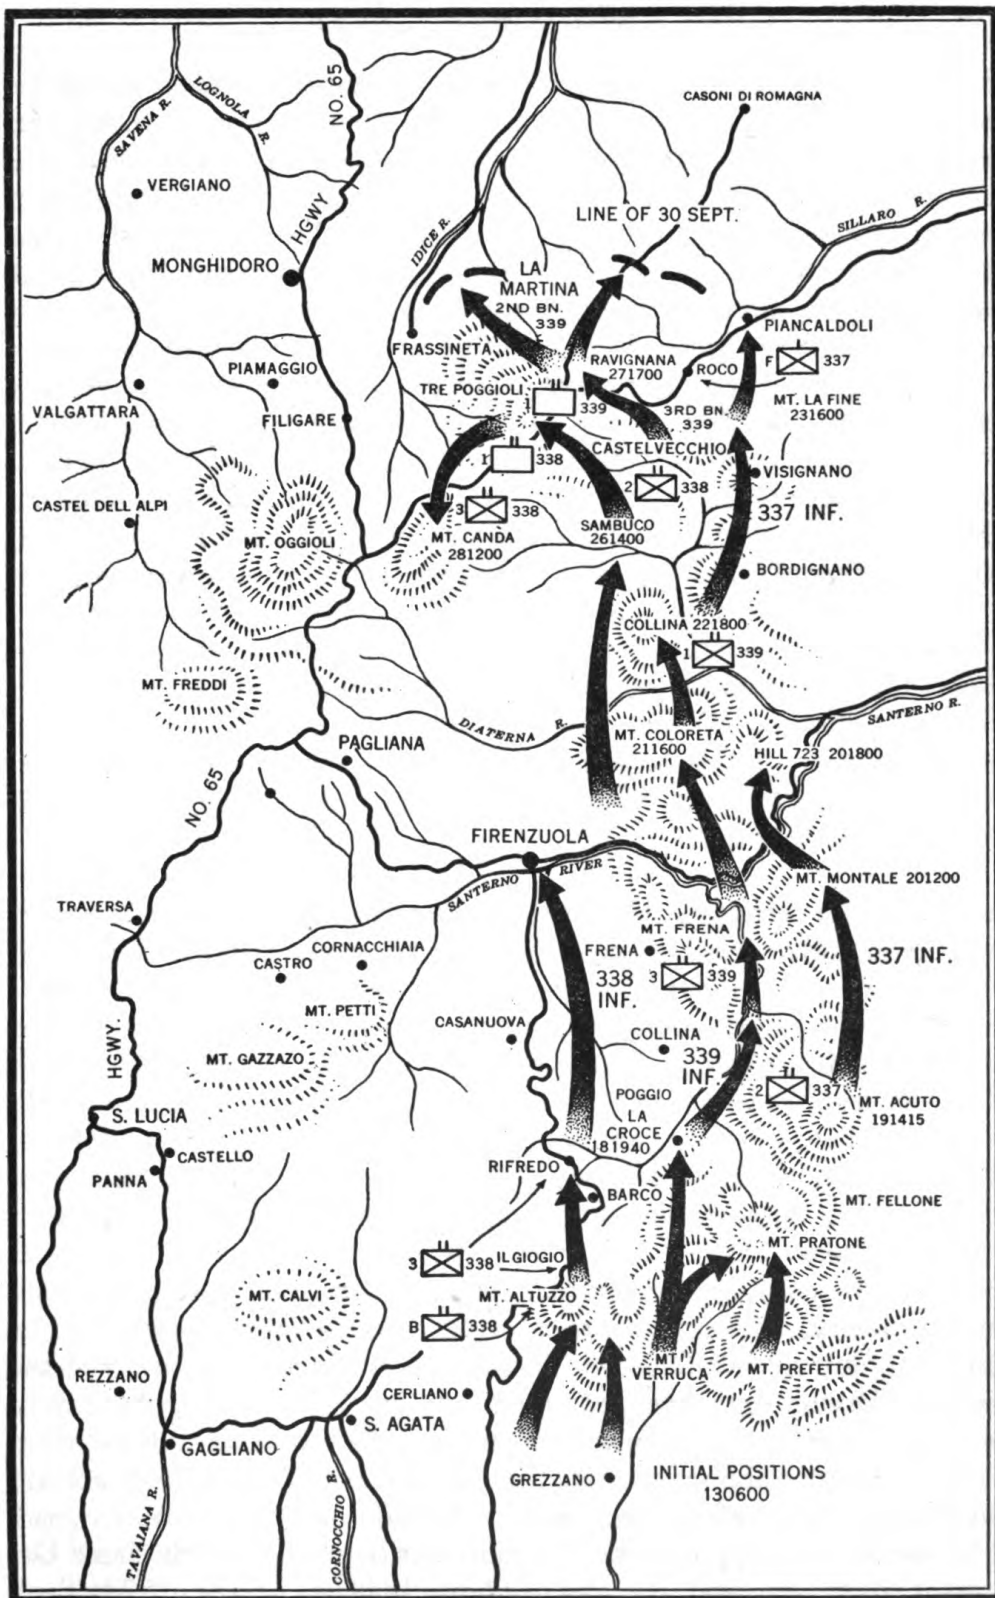 NO. 65
LOGNOLA R.
SAVENA R.
CASONI DI ROMAGNA
VERGIANO
HGWY
LINE OF 30 SEPT.
SILLARO R.
IDICE R.
MONGHIDORO
LA
MARTINA
2ND BN.
339
PIANCALDOLI
FRASSINETA
RAVIGNANA
271700
ROCO
F 337
PIAMAGGIO
TRE POGGIOLI
MT. LA FINE
231600
VALGATTARA
FILIGARE
1 339
3RD BN.
339
CASTELVECCHIO
1 338
VISIGNANO
2 338
CASTEL DELL ALPI
3 338
337 INF.
MT. OGGIOLI
MT. CANDA
281200
SAMBUCO
261400
BORDIGNANO
COLLINA 221800
1 339
MT. FREDDI
DIATERNA R.
SANTERNO R.
MT. COLORETA
211600
PAGLIANA
HILL 723 201800
NO. 65
FIRENZUOLA
SANTERNO RIVER
MT. MONTALE 201200
TRAVERSA
CORNACCHIAIA
MT. FRENA
CASTRO
FRENA
337 INF.
338
INF.
3 339
MT. PETTI
CASANUOVA
COLLINA
MT. GAZZAZO
HGWY.
339
INF.
2 337
POGGIO
LA
CROCE
181940
MT. ACUTO
191415
S. LUCIA
CASTELLO
PANNA
RIFREDO
BARCO
MT. FELLONE
MT. PRATONE
3 338
IL GIOGIO
MT. CALVI
MT. ALTUZZO
B 338
MT.
VERRUCA
MT. PREFETTO
REZZANO
CERLIANO
S. AGATA
GAGLIANO
GREZZANO
INITIAL POSITIONS
130600
TAVAIANA R.
CORNOCCHIO R.